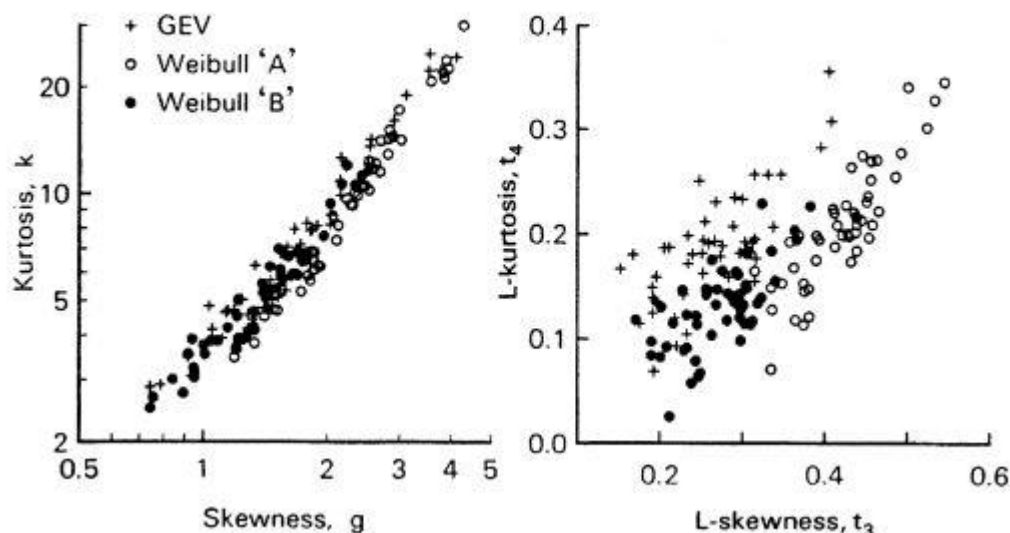 + GEV
o Weibull 'A'
● Weibull 'B'
Kurtosis, k
20
10
5
2
0.5
1
2
3
4
5
Skewness, g
L-kurtosis, t4
0.4
0.3
0.2
0.1
0.0
0.2
0.4
0.6
L-skewness, t3